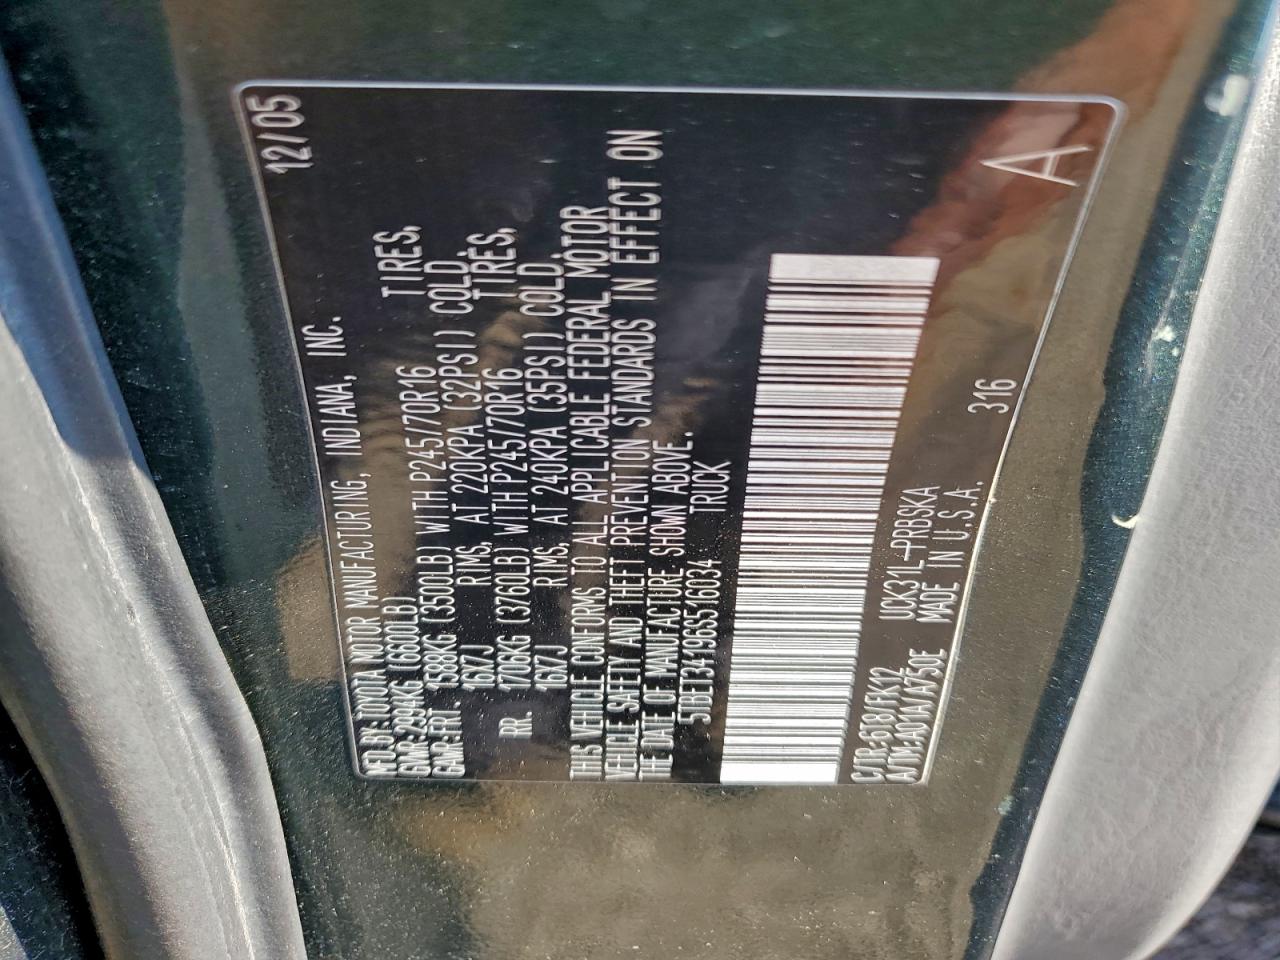 MFD BY: TOYOTA MOTOR MANUFACTURING, INDIANA, INC. 12/05
GVWR: 2994KG (6600LB)
GAWR: FRT. 1588KG (3500LB) WITH P245/70R16 TIRES,
16X7J RIMS, AT 220KPA (32PSI) COLD.
RR. 1706KG (3760LB) WITH P245/70R16 TIRES,
16X7J RIMS, AT 240KPA (35PSI) COLD.
THIS VEHICLE CONFORMS TO ALL APPLICABLE FEDERAL MOTOR
VEHICLE SAFETY AND THEFT PREVENTION STANDARDS IN EFFECT ON
THE DATE OF MANUFACTURE SHOWN ABOVE.
5TBET34196S516034 TRUCK
C/TR: 6T8/FK12 UCK31L-PRBSKA
A/TM: A01A/A750E MADE IN U.S.A. 316
A